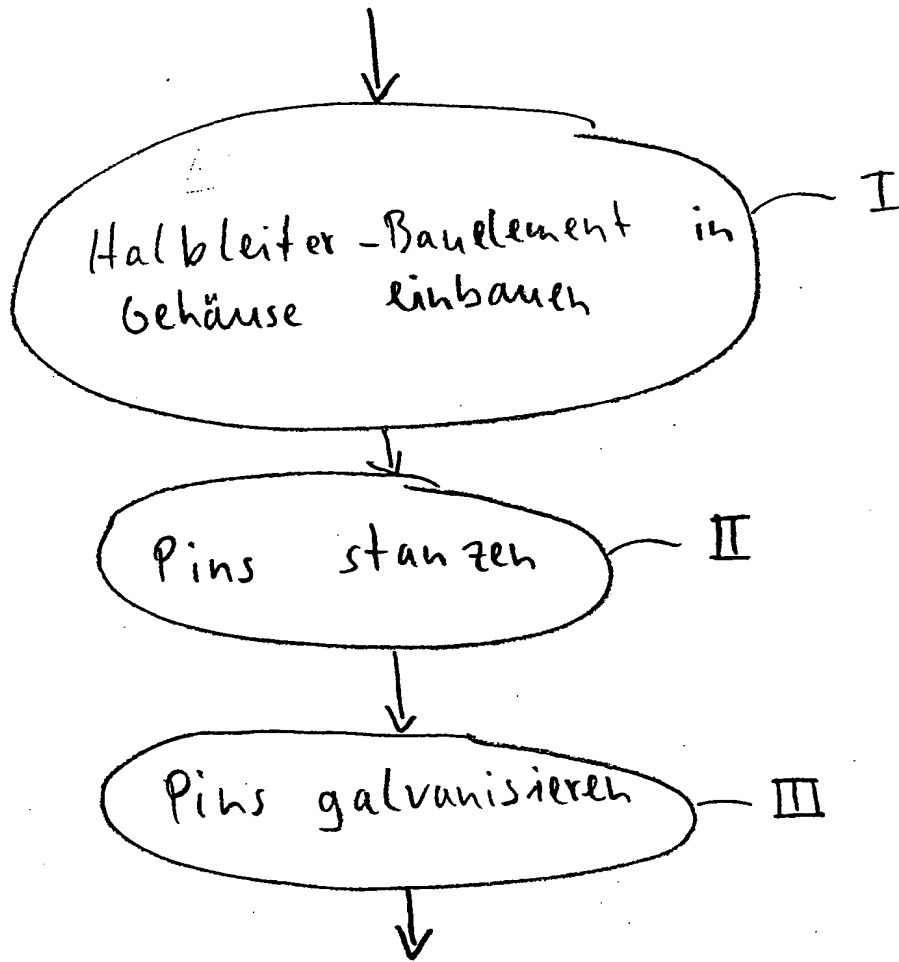 Halbleiter-Bauelement in
Gehäuse einbauen
I
Pins stanzen
II
Pins galvanisieren
III